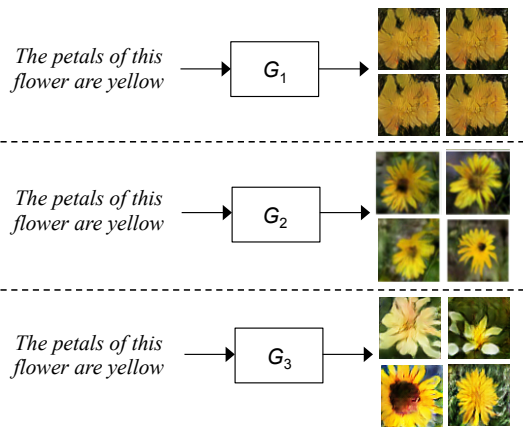 The petals of this
flower are yellow
G1
The petals of this
flower are yellow
G2
The petals of this
flower are yellow
G3